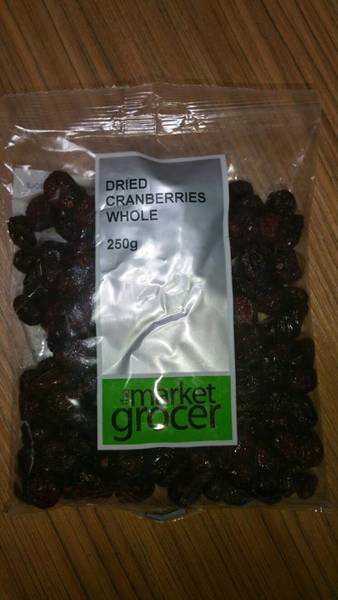 DRIED
CRANBERRIES
WHOLE
250g
the market
grocer